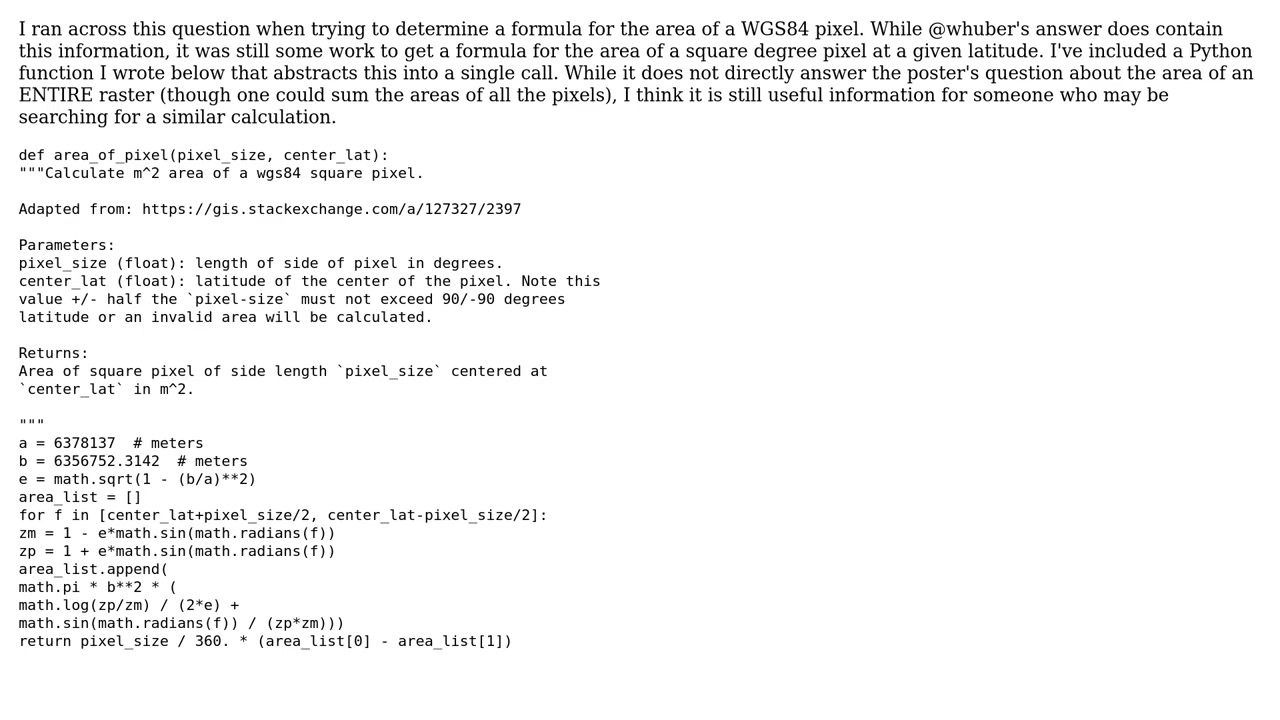 I ran across this question when trying to determine a formula for the area of a WGS84 pixel. While @whuber's answer does contain
this information, it was still some work to get a formula for the area of a square degree pixel at a given latitude. I've included a Python
function I wrote below that abstracts this into a single call. While it does not directly answer the poster's question about the area of an
ENTIRE raster (though one could sum the areas of all the pixels), I think it is still useful information for someone who may be
searching for a similar calculation.
def area_of_pixel(pixel_size, center_lat):
"""Calculate m^2 area of a wgs84 square pixel.
Adapted from: https://gis.stackexchange.com/a/127327/2397
Parameters:
pixel_size (float): length of side of pixel in degrees.
center_lat (float): latitude of the center of the pixel. Note this
value +/- half the `pixel-size` must not exceed 90/-90 degrees
latitude or an invalid area will be calculated.
Returns:
Area of square pixel of side length `pixel_size` centered at
`center_lat` in m^2.
"""
a = 6378137  # meters
b = 6356752.3142  # meters
e = math.sqrt(1 - (b/a)**2)
area_list = []
for f in [center_lat+pixel_size/2, center_lat-pixel_size/2]:
zm = 1 - e*math.sin(math.radians(f))
zp = 1 + e*math.sin(math.radians(f))
area_list.append(
math.pi * b**2 * (
math.log(zp/zm) / (2*e) +
math.sin(math.radians(f)) / (zp*zm)))
return pixel_size / 360. * (area_list[0] - area_list[1])